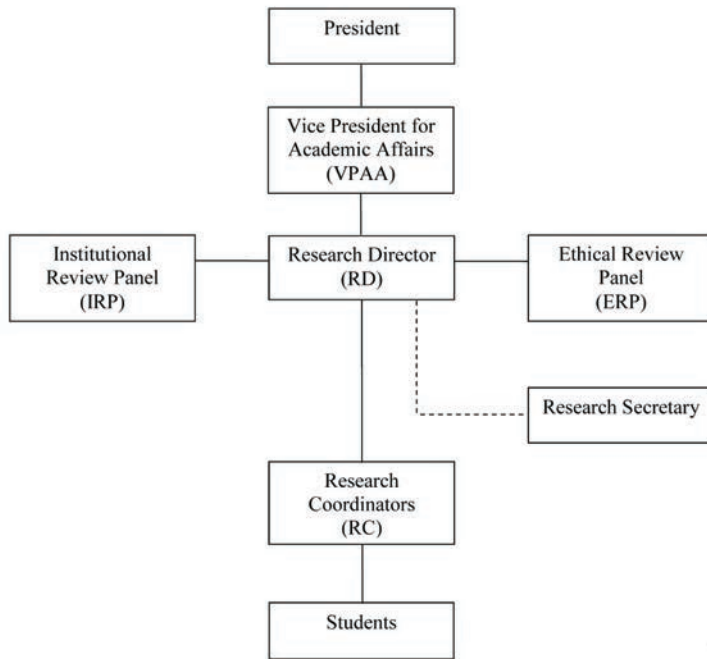 President
Vice President for
Academic Affairs
(VPAA)
Institutional
Review Panel
(IRP)
Research Director
(RD)
Ethical Review
Panel
(ERP)
Research Secretary
Research
Coordinators
(RC)
Students